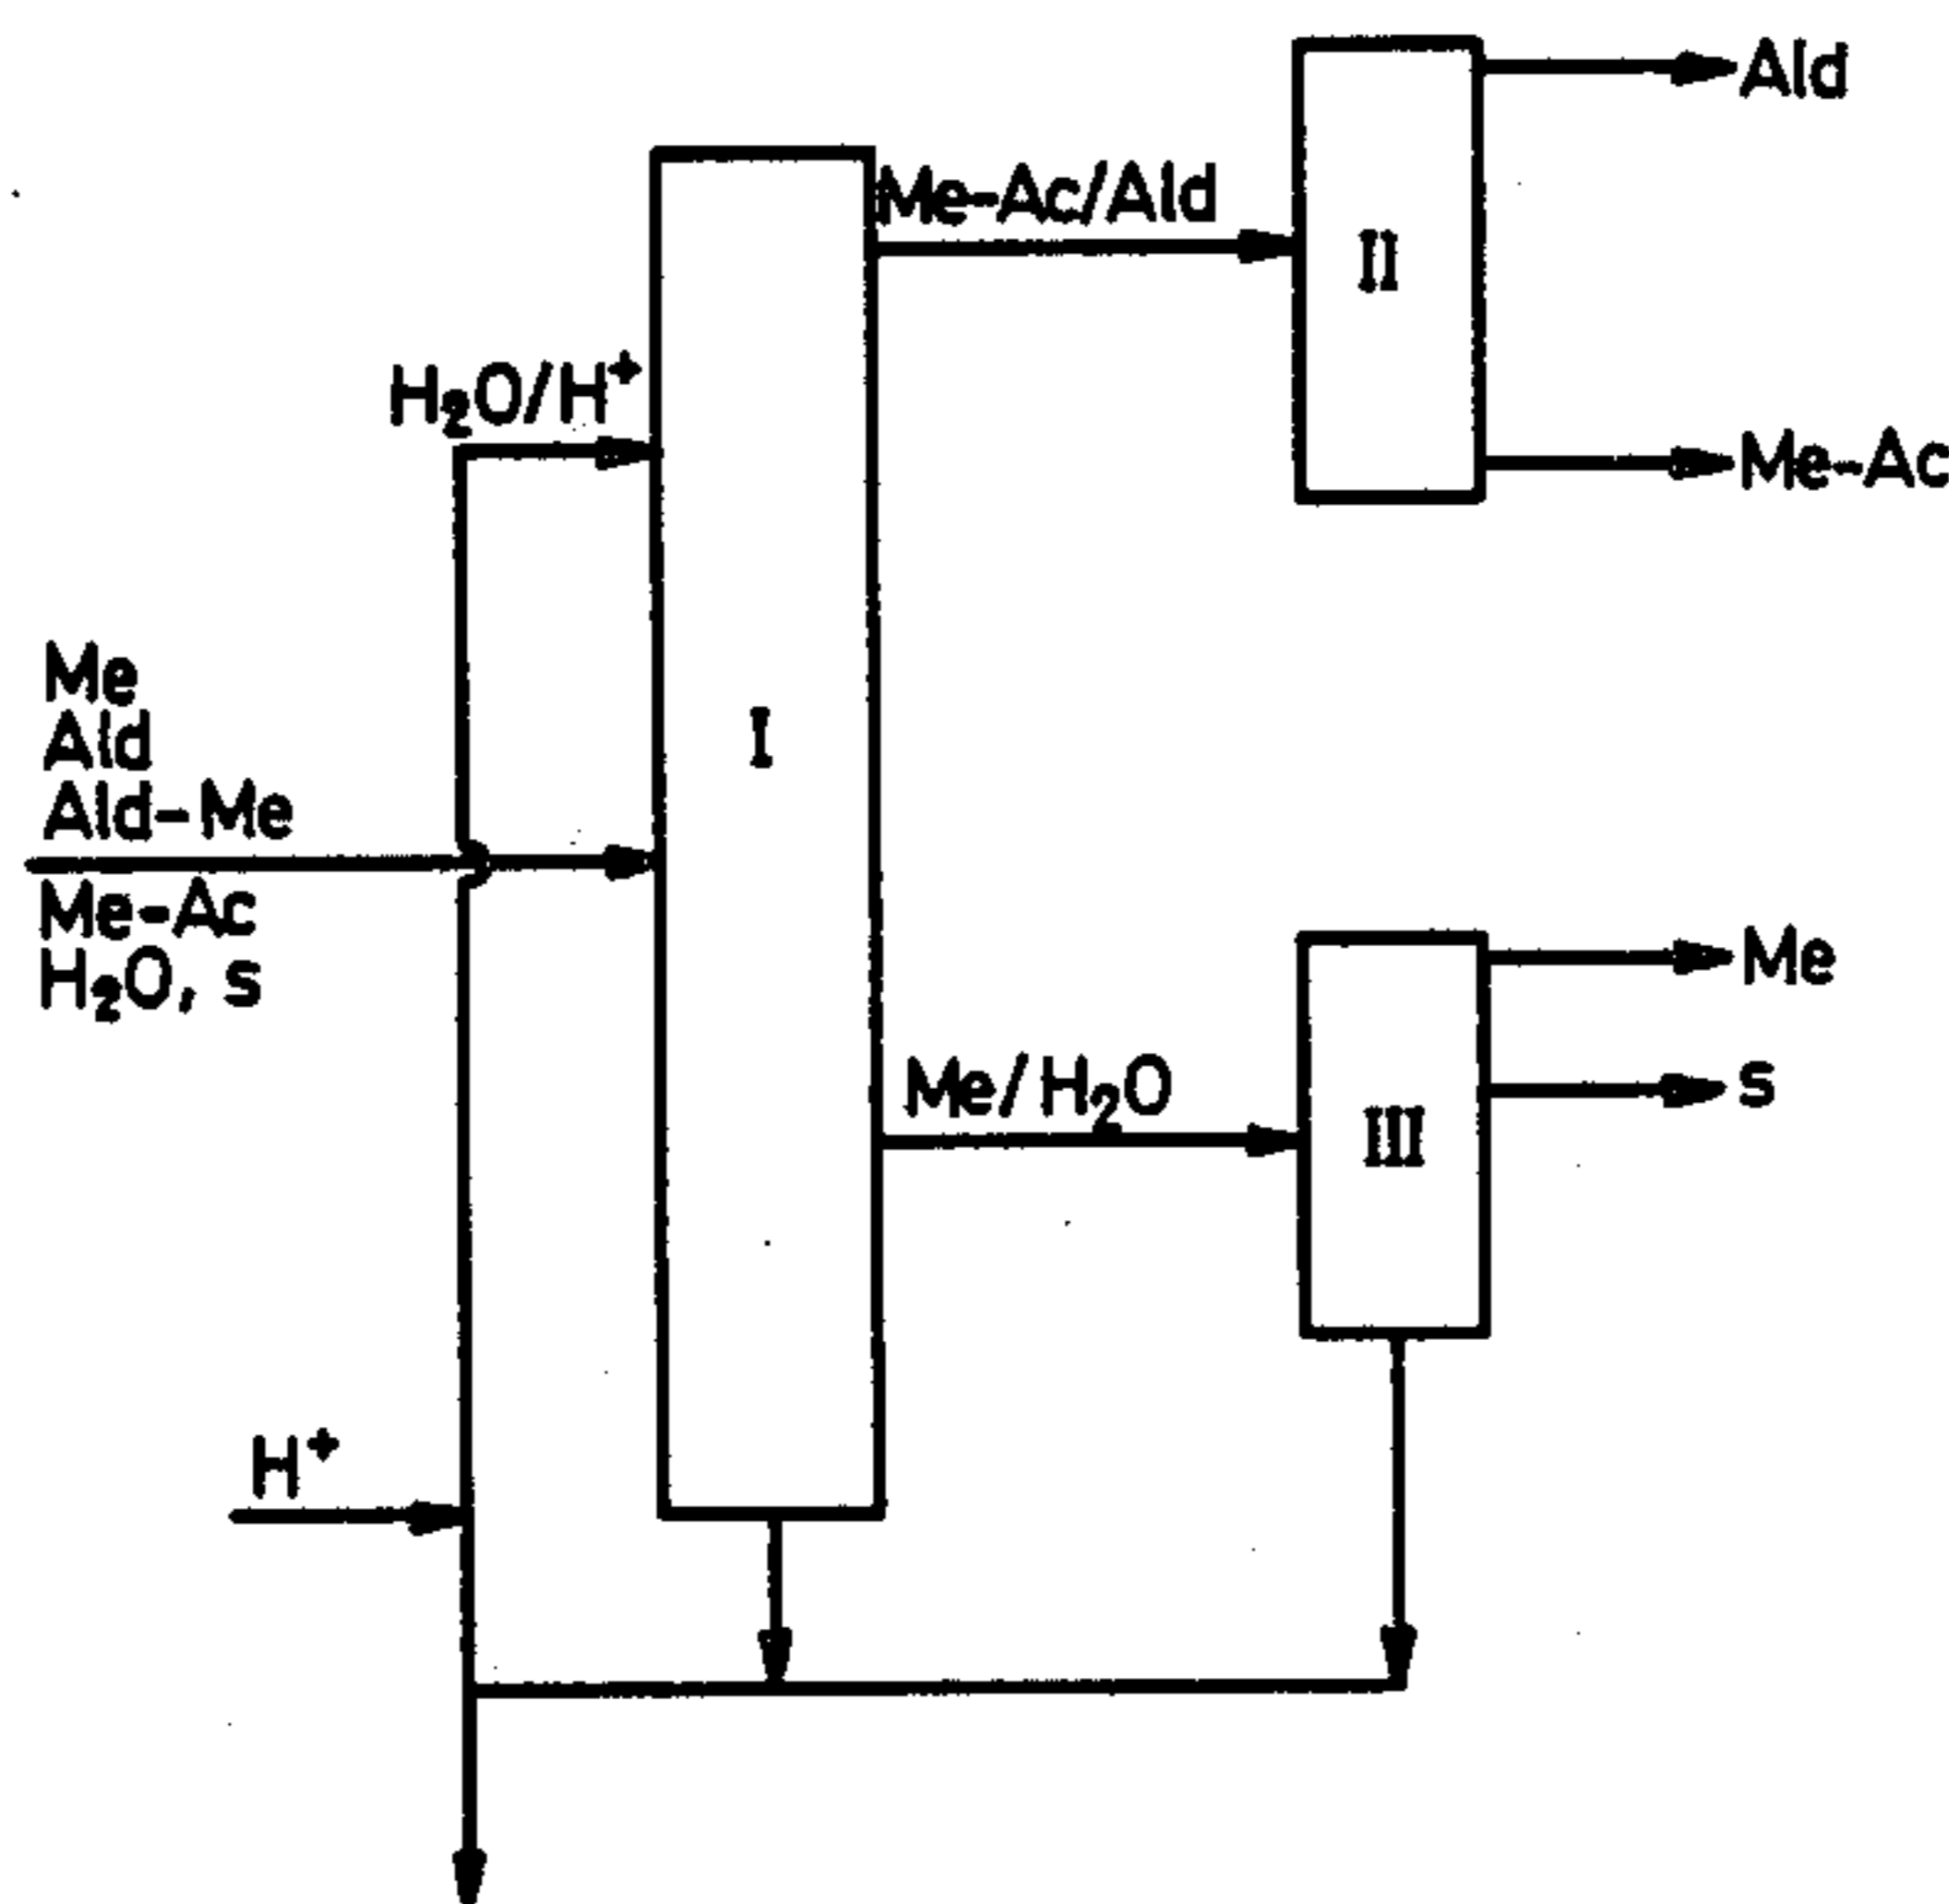 Ald
Me-Ac/Ald
II
H₂O/H⁺
Me-Ac
Me
Ald
Ald-Me
I
Me-Ac
H₂O, s
Me
Me/H₂O
s
III
H⁺